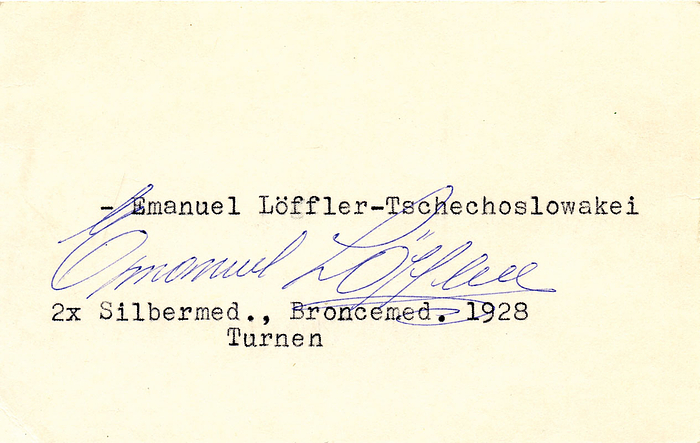 - Emanuel Löffler-Tschechoslowakei
Emanuel Löffler
2x Silbermed., Broncemed. 1928
Turnen